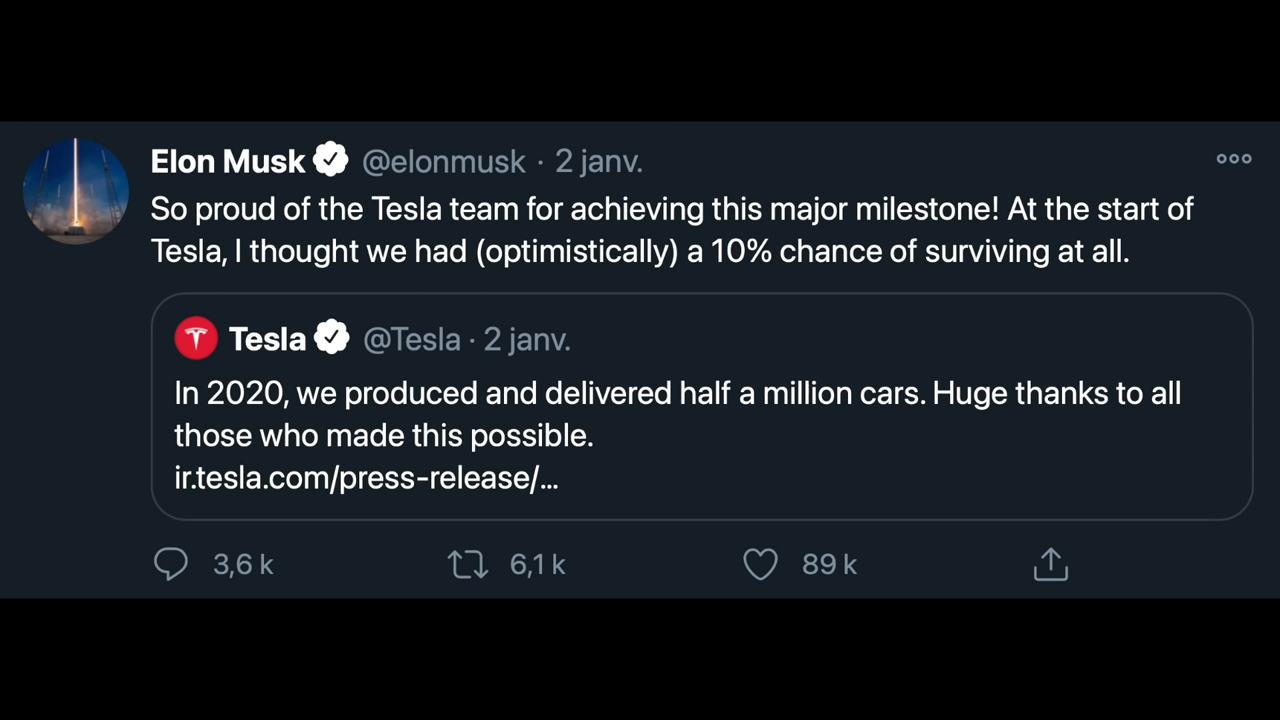 Elon Musk @elonmusk · 2 janv.
So proud of the Tesla team for achieving this major milestone! At the start of
Tesla, I thought we had (optimistically) a 10% chance of surviving at all.
Tesla @Tesla · 2 janv.
In 2020, we produced and delivered half a million cars. Huge thanks to all
those who made this possible.
ir.tesla.com/press-release/...
3,6 k 6,1 k 89 k